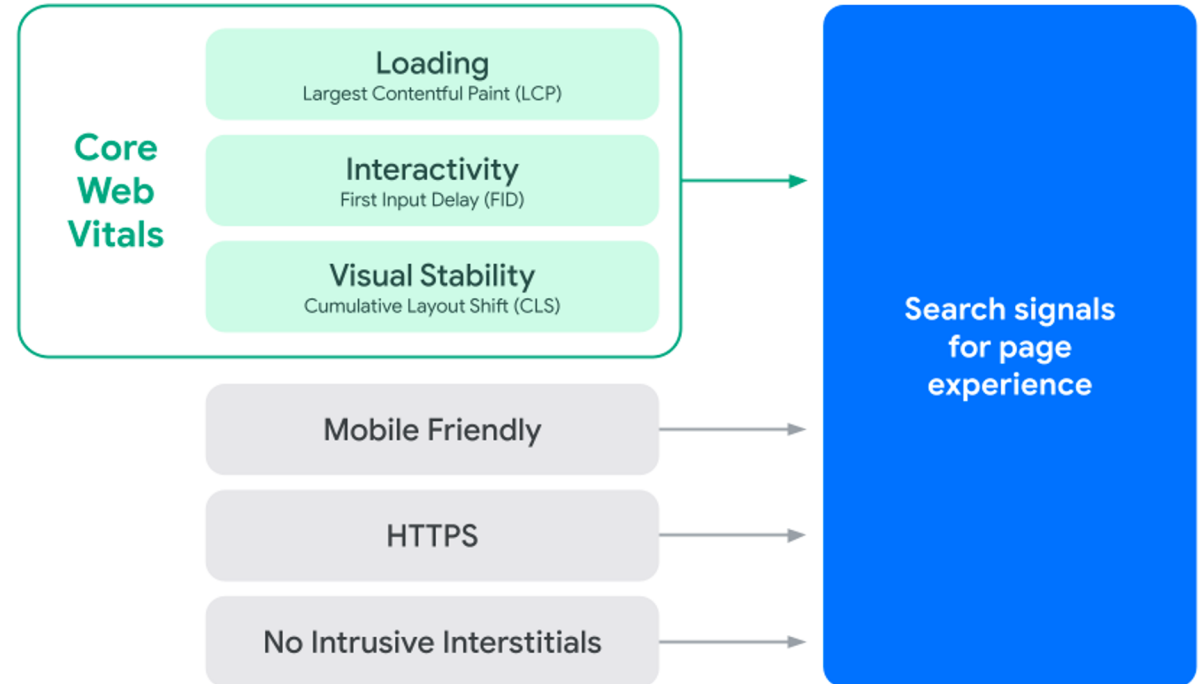 Core
Web
Vitals
Loading
Largest Contentful Paint (LCP)
Interactivity
First Input Delay (FID)
Visual Stability
Cumulative Layout Shift (CLS)
Mobile Friendly
HTTPS
No Intrusive Interstitials
Search signals
for page
experience